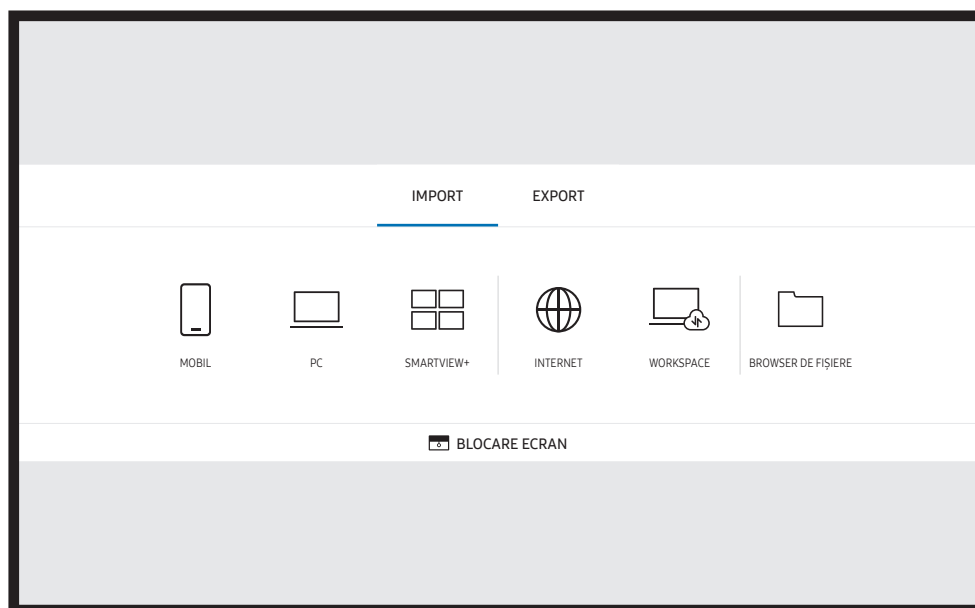 IMPORT EXPORT
MOBIL PC SMARTVIEW+ INTERNET WORKSPACE BROWSER DE FIȘIERE
BLOCARE ECRAN